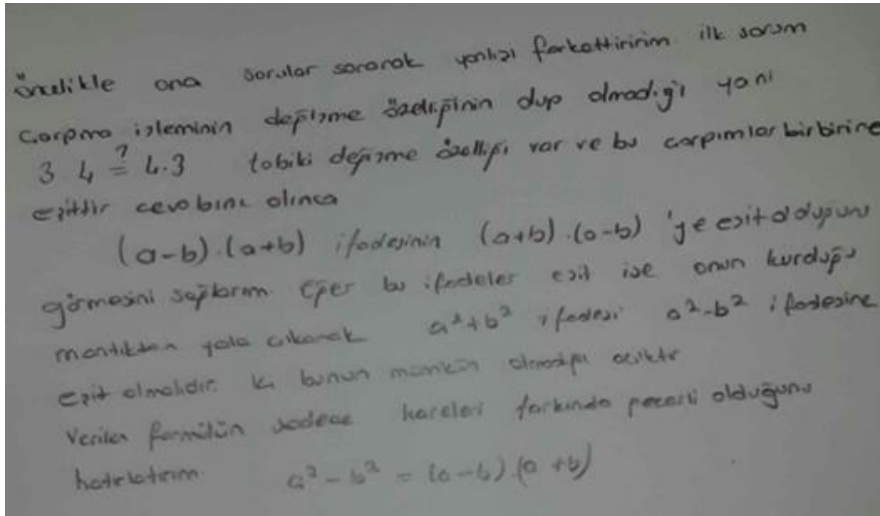 öncelikle ona sorular sorarak yanlışı farkettiririm. ilk sorum
Çarpma işleminin değişme özelliğinin olup olmadığı yani
3 4 ≟ 4.3 tabiki değişme özelliği var ve bu çarpımlar birbirine
eşittir cevabını alınca
(a-b).(a+b) ifadesinin (a+b).(a-b) 'ye eşit olduğunu
görmesini sağlarım. Eğer bu ifadeler eşit ise onun kurduğu
mantıktan yola çıkarak a²+b² ifadesi a²-b² ifadesine
eşit olmalıdır. ki bunun mümkün olmadığı açıktır
Verilen formülün sadece kareleri farkında geçerli olduğunu
hatırlatırım. a² - b² = (a-b).(a+b)